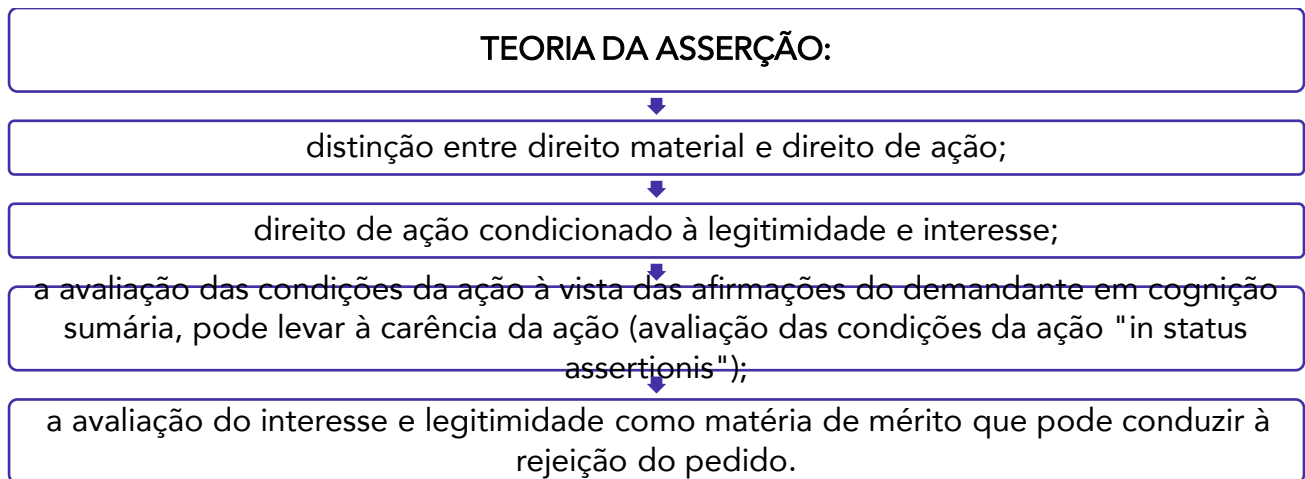 TEORIA DA ASSERÇÃO:
distinção entre direito material e direito de ação;
direito de ação condicionado à legitimidade e interesse;
a avaliação das condições da ação à vista das afirmações do demandante em cognição
sumária, pode levar à carência da ação (avaliação das condições da ação "in status
assertionis");
a avaliação do interesse e legitimidade como matéria de mérito que pode conduzir à
rejeição do pedido.